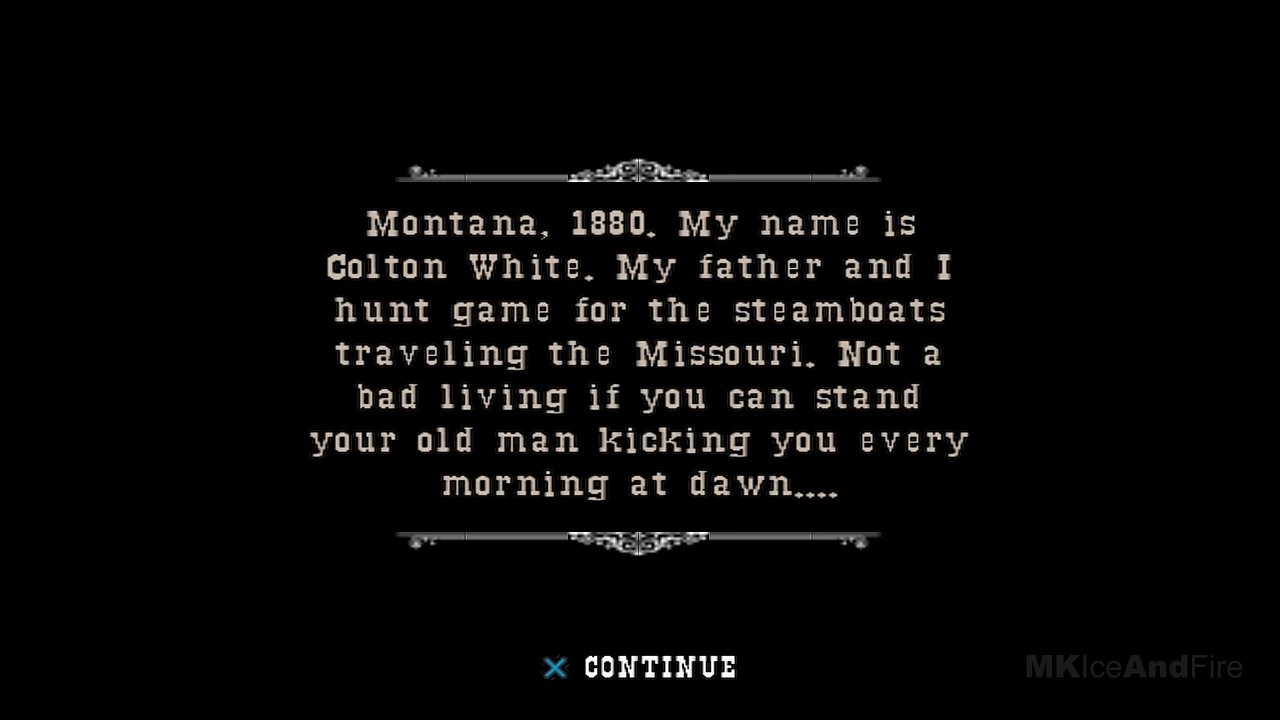 Montana, 1880. My name is
Colton White. My father and I
hunt game for the steamboats
traveling the Missouri. Not a
bad living if you can stand
your old man kicking you every
morning at dawn....
CONTINUE
MKIceAndFire